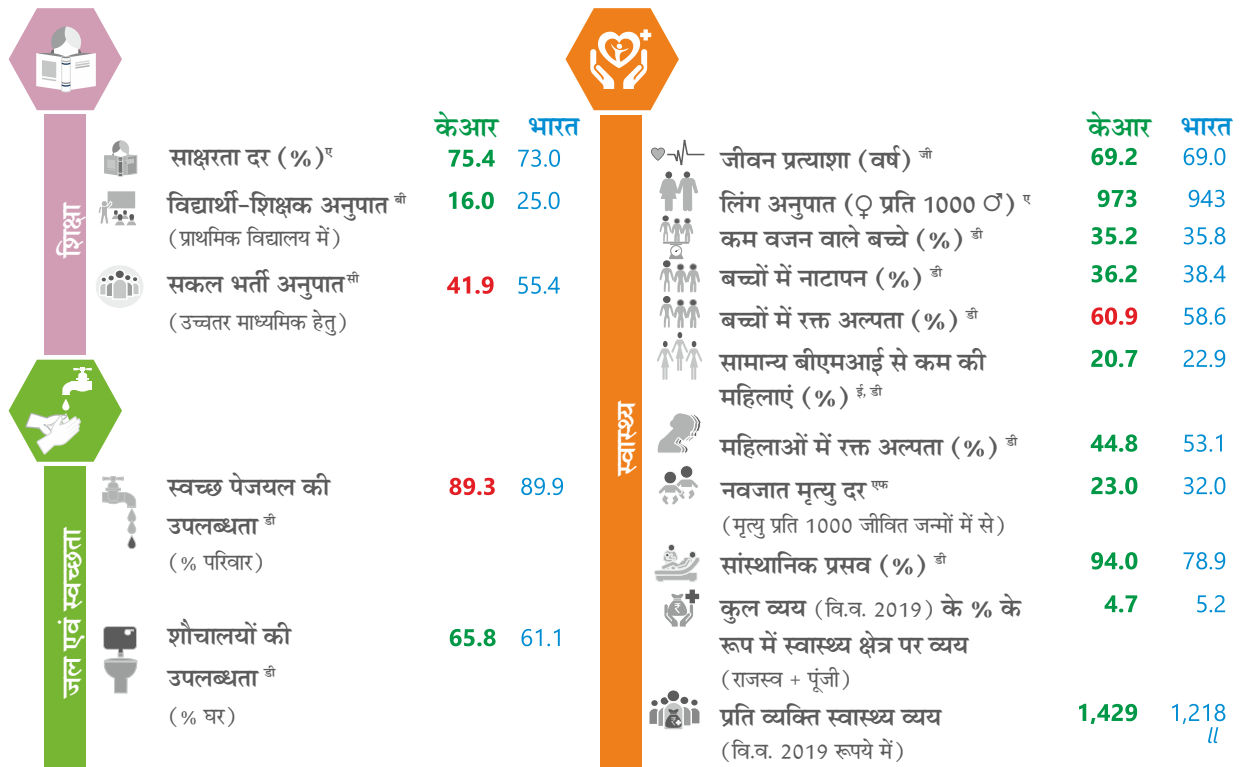 केआर भारत
शिक्षा
साक्षरता दर (%)ए 75.4 73.0
विद्यार्थी-शिक्षक अनुपात बी 16.0 25.0
(प्राथमिक विद्यालय में)
सकल भर्ती अनुपात सी 41.9 55.4
(उच्चतर माध्यमिक हेतु)
जल एवं स्वच्छता
स्वच्छ पेजयल की 89.3 89.9
उपलब्धता डी
(% परिवार)
शौचालयों की 65.8 61.1
उपलब्धता डी
(% घर)
केआर भारत
स्वास्थ्य
जीवन प्रत्याशा (वर्ष) जी 69.2 69.0
लिंग अनुपात (♀ प्रति 1000 ♂) ए 973 943
कम वजन वाले बच्चे (%) डी 35.2 35.8
बच्चों में नाटापन (%) डी 36.2 38.4
बच्चों में रक्त अल्पता (%) डी 60.9 58.6
सामान्य बीएमआई से कम की 20.7 22.9
महिलाएं (%) ई, डी
महिलाओं में रक्त अल्पता (%) डी 44.8 53.1
नवजात मृत्यु दर एफ 23.0 32.0
(मृत्यु प्रति 1000 जीवित जन्मों में से)
सांस्थानिक प्रसव (%) डी 94.0 78.9
कुल व्यय (वि.व. 2019) के % के 4.7 5.2
रूप में स्वास्थ्य क्षेत्र पर व्यय
(राजस्व + पूंजी)
प्रति व्यक्ति स्वास्थ्य व्यय 1,429 1,218
ll
(वि.व. 2019 रूपये में)